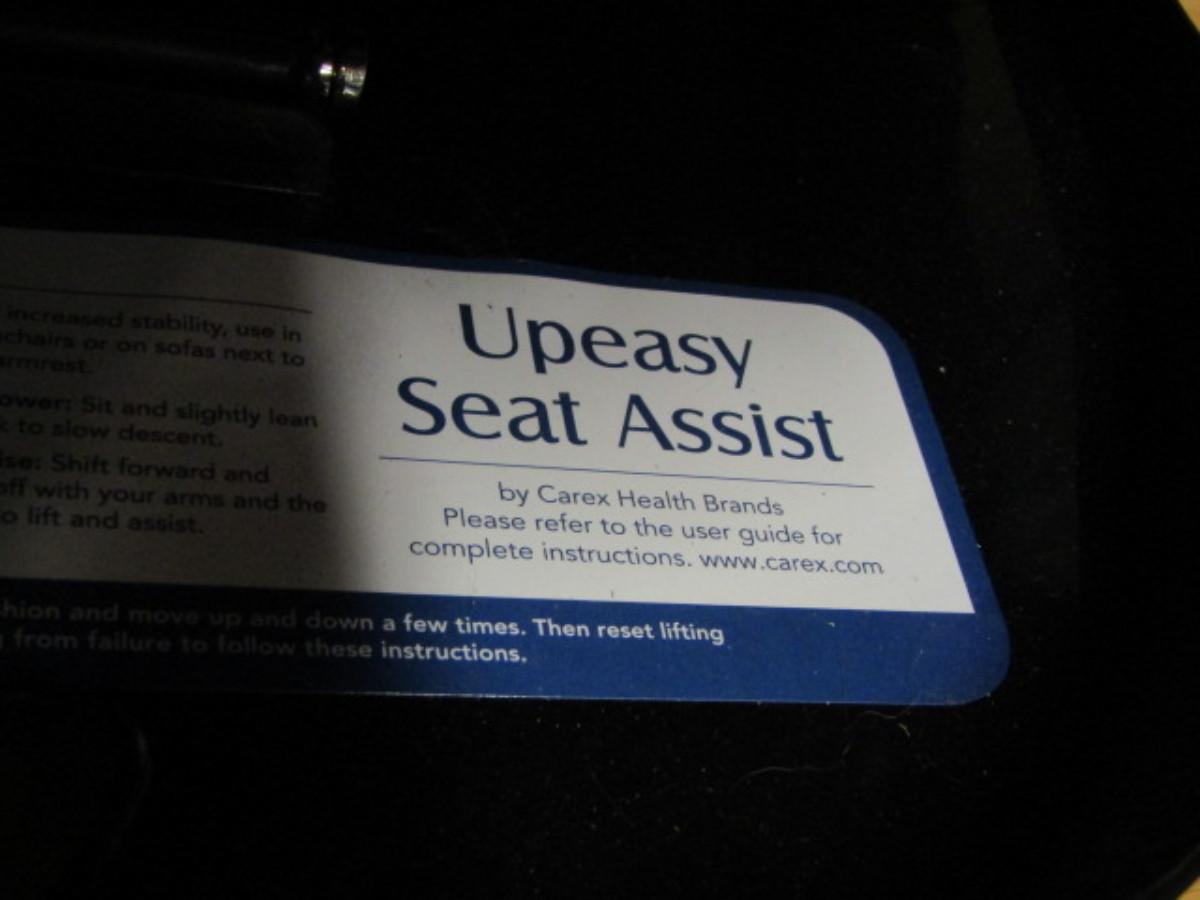 increased stability, use in
chairs or on sofas next to
armrest.
Sit and slightly lean
to slow descent.
Shift forward and
off with your arms and the
lift and assist.
Upeasy
Seat Assist
by Carex Health Brands
Please refer to the user guide for
complete instructions. www.carex.com
and move up and down a few times. Then reset lifting
from failure to follow these instructions.